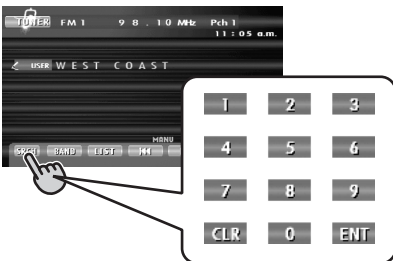 TUNER FM 1 98.10 MHz Pch 1
11:05 a.m.
USER WEST COAST
MENU
SRCH BAND LIST
1 2 3
4 5 6
7 8 9
CLR 0 ENT